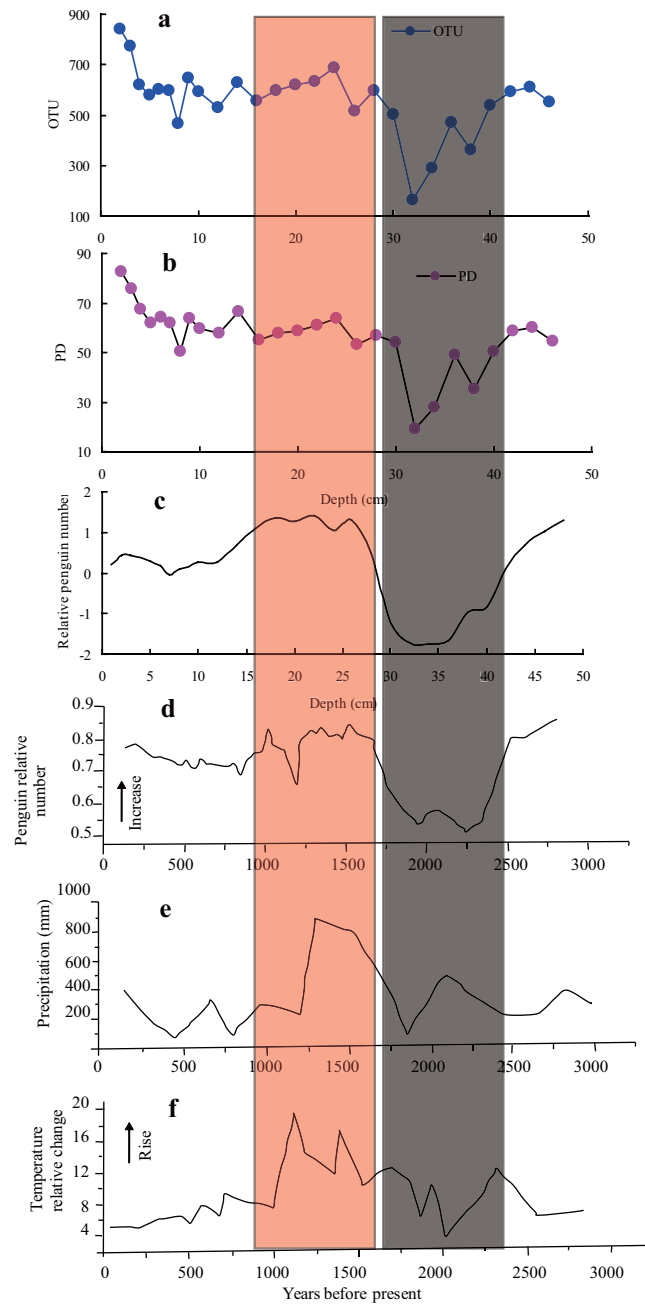 a
OTU
900
700
500
300
100
OTU
0 10 20 30 40 50
b
PD
90
70
50
30
10
PD
0 10 20 30 40 50
Depth (cm)
c
2
1
0
-1
-2
Relative penguin number
0 5 10 15 20 25 30 35 40 45 50
Depth (cm)
d
0.9
0.8
0.7
0.6
0.5
Penguin relative
number
Increase
0 500 1000 1500 2000 2500 3000
e
1000
800
600
400
200
Precipitation (mm)
0 500 1000 1500 2000 2500 3000
f
20
16
12
8
4
Temperature
relative change
Rise
0 500 1000 1500 2000 2500 3000
Years before present